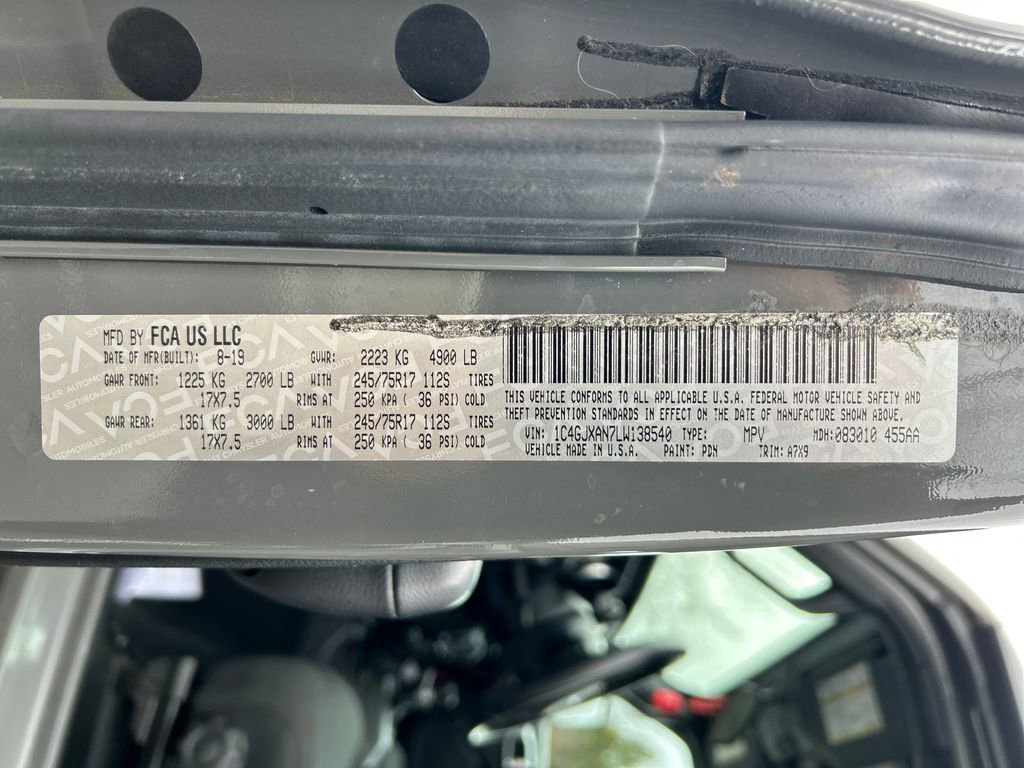 MFD BY FCA US LLC
DATE OF MFR(BUILT): 8-19 GVWR: 2223 KG 4900 LB
GAWR FRONT: 1225 KG 2700 LB WITH 245/75R17 112S TIRES
17X7.5 RIMS AT 250 KPA ( 36 PSI) COLD
GAWR REAR: 1361 KG 3000 LB WITH 245/75R17 112S TIRES
17X7.5 RIMS AT 250 KPA ( 36 PSI) COLD
THIS VEHICLE CONFORMS TO ALL APPLICABLE U.S.A. FEDERAL MOTOR VEHICLE SAFETY AND
THEFT PREVENTION STANDARDS IN EFFECT ON THE DATE OF MANUFACTURE SHOWN ABOVE.
VIN: 1C4GJXAN7LW138540 TYPE: MPV MDH:083010 455AA
VEHICLE MADE IN U.S.A. PAINT: PDN TRIM: A7X9